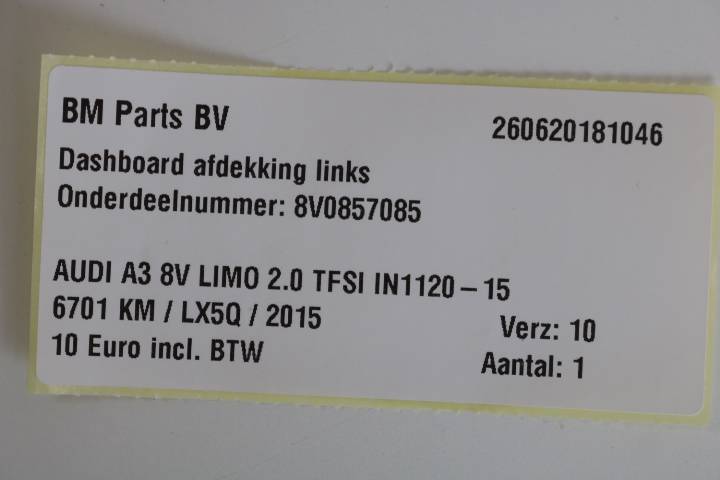 BM Parts BV
260620181046
Dashboard afdekking links
Onderdeelnummer: 8V0857085
AUDI A3 8V LIMO 2.0 TFSI IN1120-15
6701 KM / LX5Q / 2015
Verz: 10
10 Euro incl. BTW
Aantal: 1